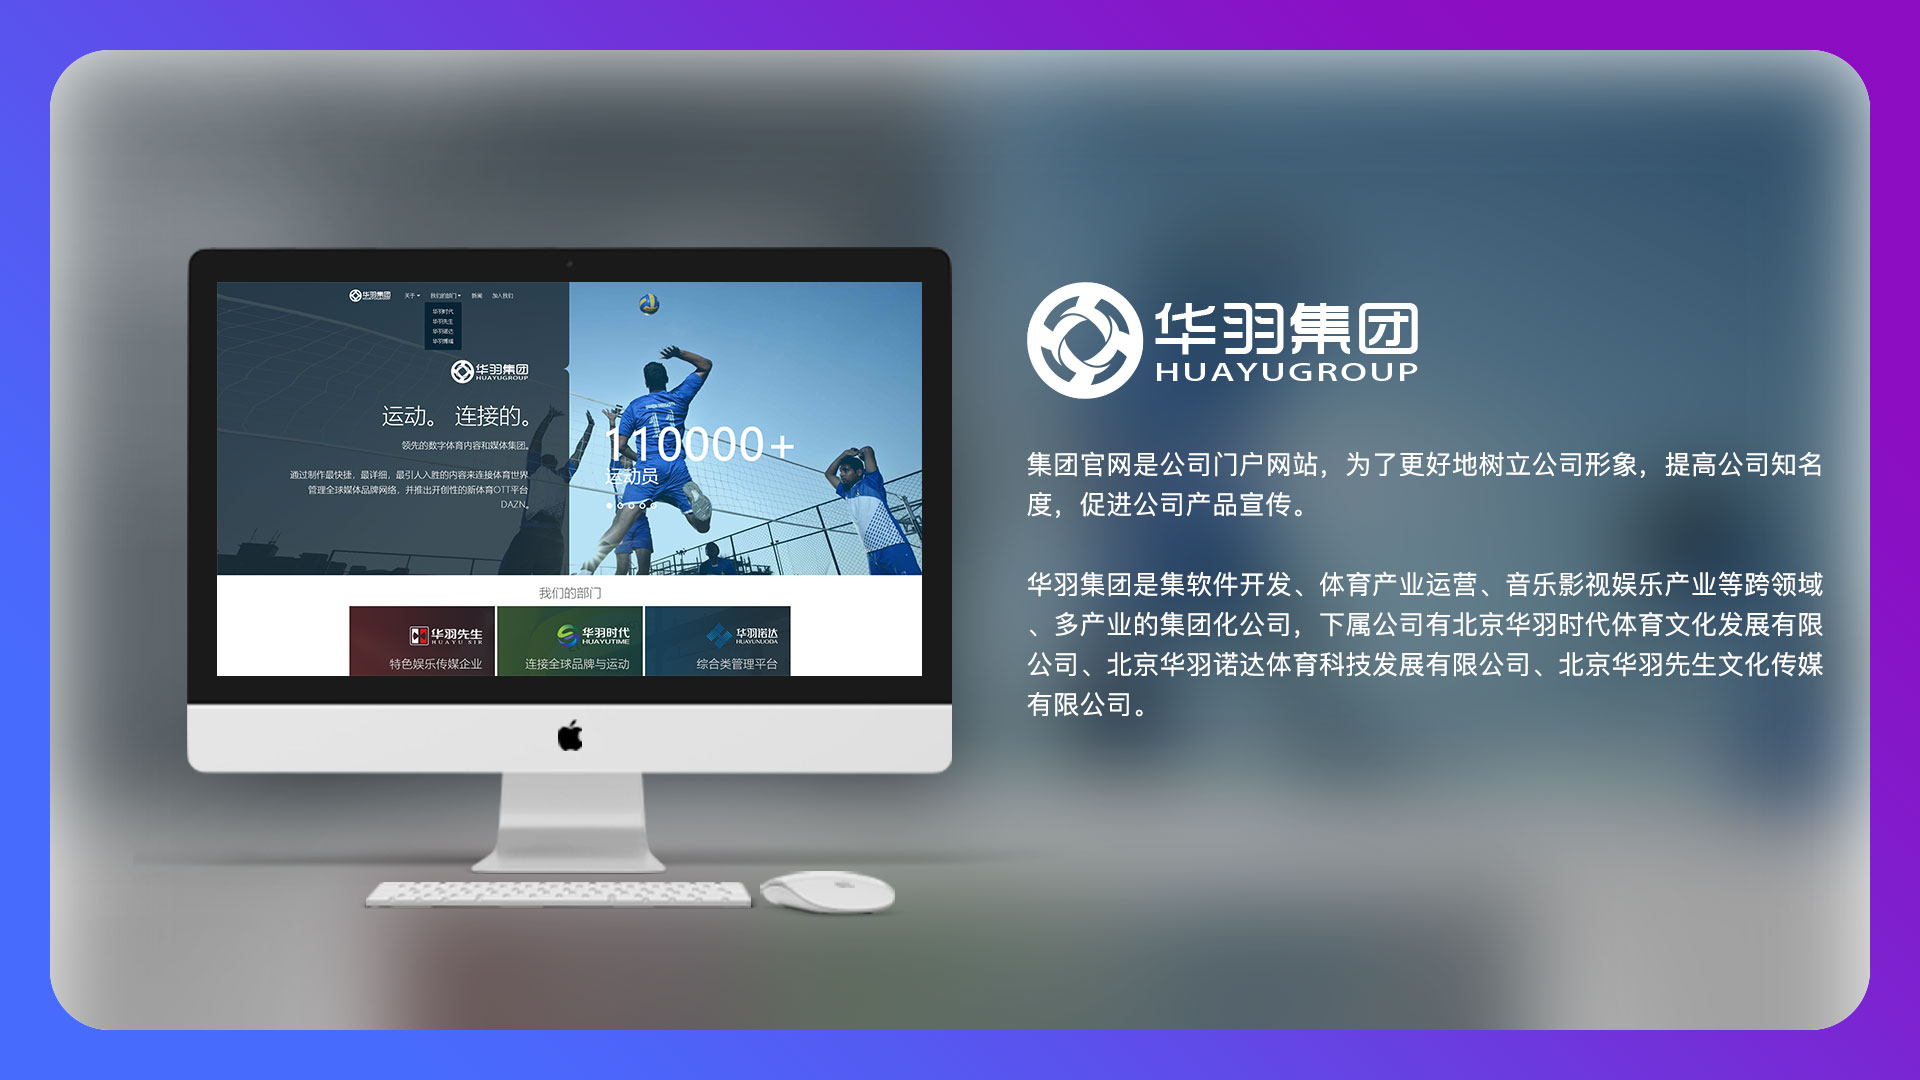 华羽集团
关于
我们的部门
新闻
加入我们
华羽时代
华羽先生
华羽诺达
华羽博福
华羽集团
HUAYUGROUP
运动。 连接的。
领先的数字体育内容和媒体集团。
通过制作最快捷，最详细，最引人入胜的内容来连接体育世界
管理全球媒体品牌网络，并推出开创性的新体育OTT平台
DAZN。
11
110000+
运动员
我们的部门
华羽先生
HUAYU SIR
特色娱乐传媒企业
华羽时代
HUAYUTIME
连接全球品牌与运动
华羽诺达
HUAYUNUODA
综合类管理平台
华羽集团
HUAYUGROUP
集团官网是公司门户网站，为了更好地树立公司形象，提高公司知名
度，促进公司产品宣传。
华羽集团是集软件开发、体育产业运营、音乐影视娱乐产业等跨领域
、多产业的集团化公司，下属公司有北京华羽时代体育文化发展有限
公司、北京华羽诺达体育科技发展有限公司、北京华羽先生文化传媒
有限公司。